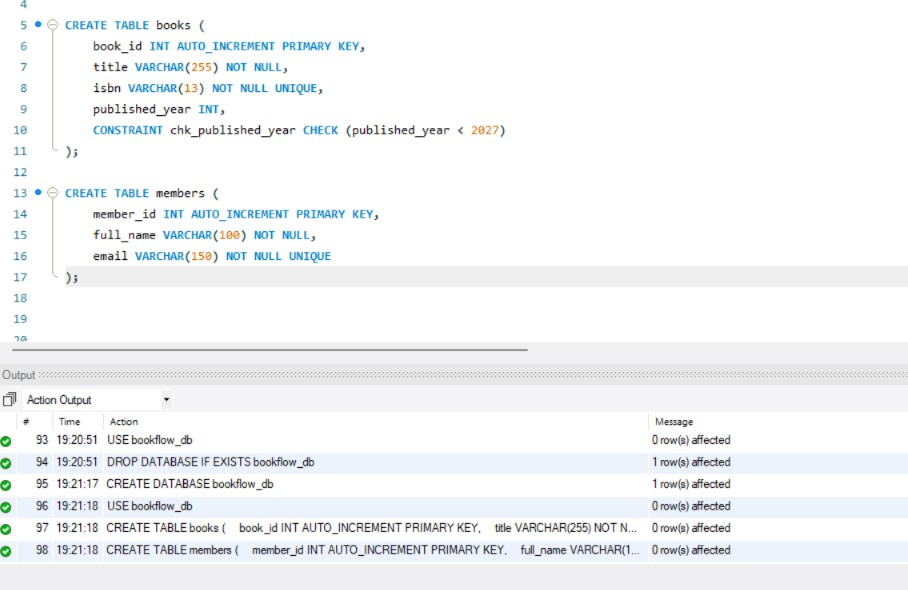 4
5 CREATE TABLE books (
6 book_id INT AUTO_INCREMENT PRIMARY KEY,
7 title VARCHAR(255) NOT NULL,
8 isbn VARCHAR(13) NOT NULL UNIQUE,
9 published_year INT,
10 CONSTRAINT chk_published_year CHECK (published_year < 2027)
11 );
12
13 CREATE TABLE members (
14 member_id INT AUTO_INCREMENT PRIMARY KEY,
15 full_name VARCHAR(100) NOT NULL,
16 email VARCHAR(150) NOT NULL UNIQUE
17 );
18
19
20
Output
Action Output
# Time Action Message
93 19:20:51 USE bookflow_db 0 row(s) affected
94 19:20:51 DROP DATABASE IF EXISTS bookflow_db 1 row(s) affected
95 19:21:17 CREATE DATABASE bookflow_db 1 row(s) affected
96 19:21:18 USE bookflow_db 0 row(s) affected
97 19:21:18 CREATE TABLE books ( book_id INT AUTO_INCREMENT PRIMARY KEY, title VARCHAR(255) NOT N... 0 row(s) affected
98 19:21:18 CREATE TABLE members ( member_id INT AUTO_INCREMENT PRIMARY KEY, full_name VARCHAR(1... 0 row(s) affected